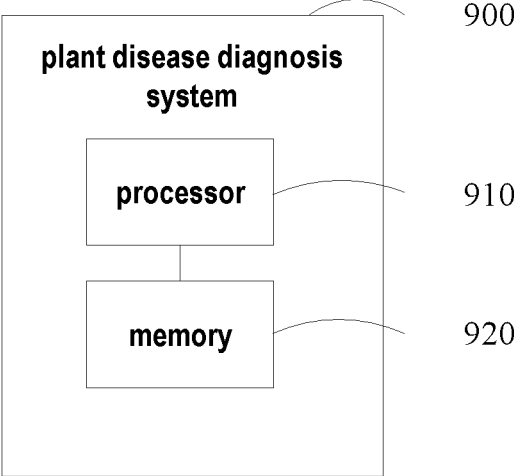 900
plant disease diagnosis
system
processor
910
memory
920